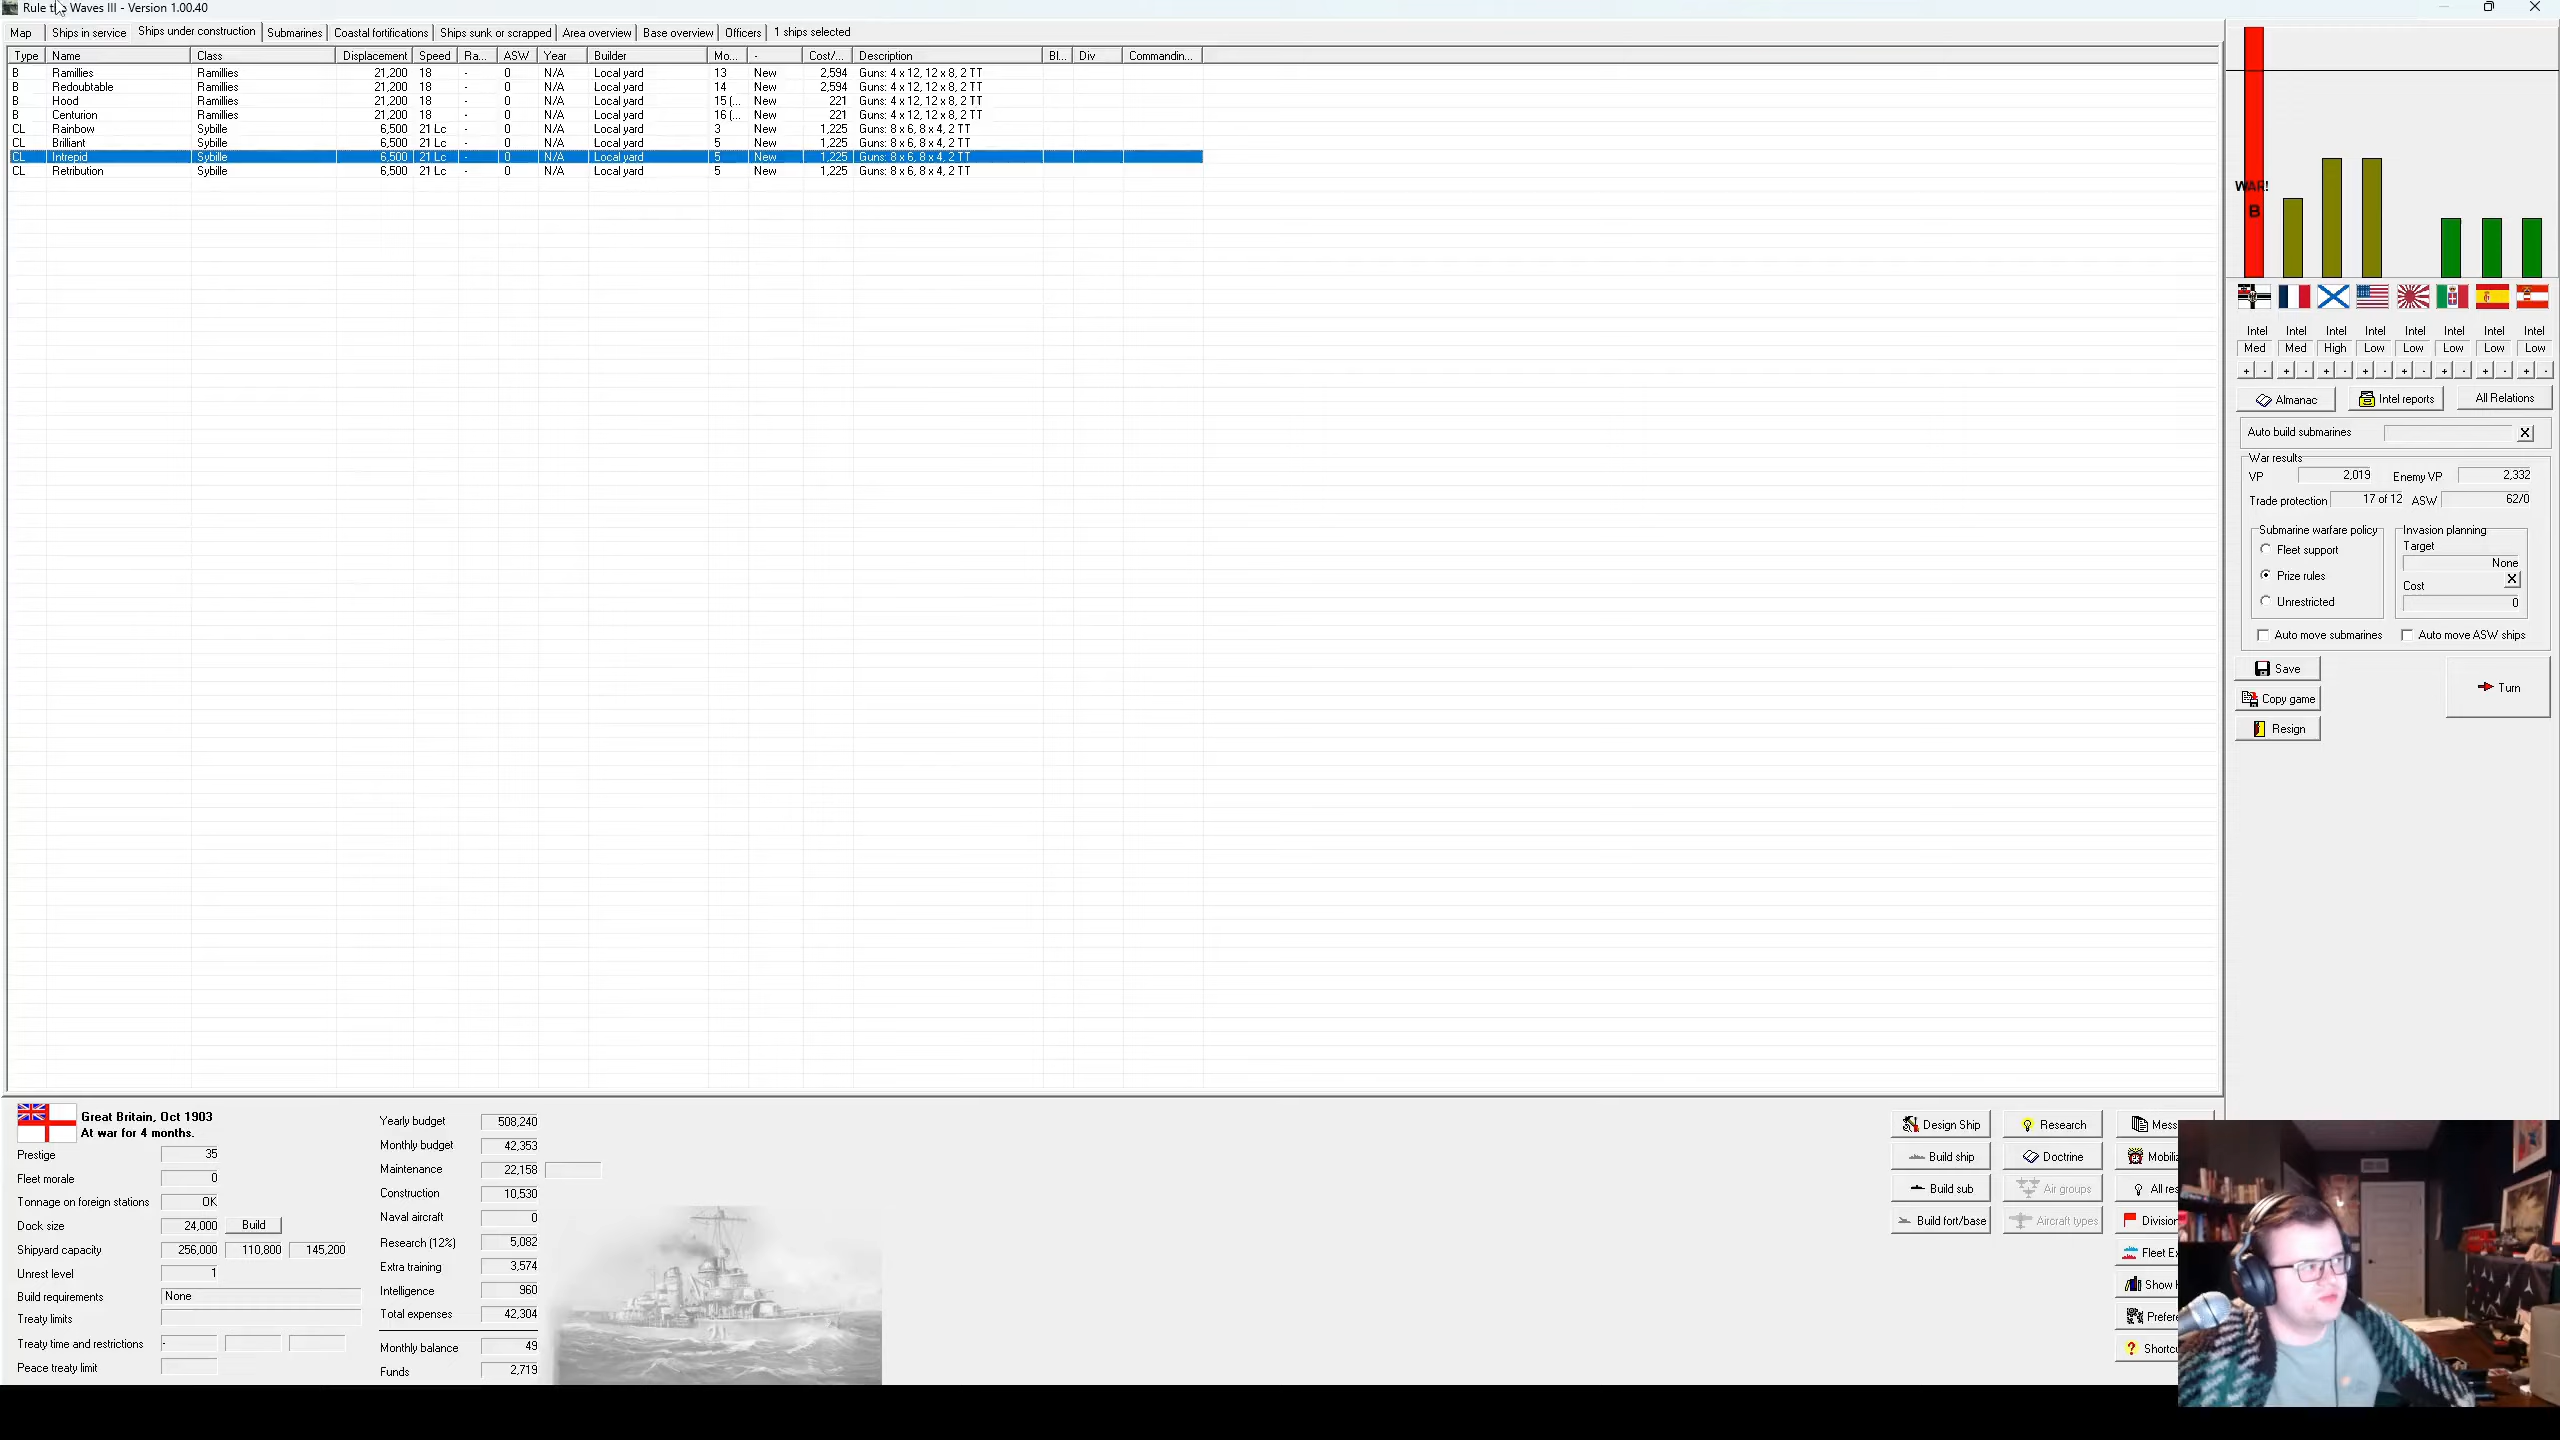 Rule the Waves III - Version 1.00.40
Map Ships in service Ships under construction Submarines Coastal fortifications Ships sunk or scrapped Area overview Base overview Officers 1 ships selected
Type Name Class Displacement Speed Ra... ASW Year Builder Mo... - Cost/... Description Bl... Div Commandin...
B Ramillies Ramillies 21,200 18 - 0 N/A Local yard 13 New 2,594 Guns: 4 x 12, 12 x 8, 2 TT
B Redoubtable Ramillies 21,200 18 - 0 N/A Local yard 14 New 2,594 Guns: 4 x 12, 12 x 8, 2 TT
B Hood Ramillies 21,200 18 - 0 N/A Local yard 15 (... New 221 Guns: 4 x 12, 12 x 8, 2 TT
B Centurion Ramillies 21,200 18 - 0 N/A Local yard 16 (... New 221 Guns: 4 x 12, 12 x 8, 2 TT
CL Rainbow Sybille 6,500 21 Lc - 0 N/A Local yard 3 New 1,225 Guns: 8 x 6, 8 x 4, 2 TT
CL Brilliant Sybille 6,500 21 Lc - 0 N/A Local yard 5 New 1,225 Guns: 8 x 6, 8 x 4, 2 TT
CL Intrepid Sybille 6,500 21 Lc - 0 N/A Local yard 5 New 1,225 Guns: 8 x 6, 8 x 4, 2 TT
CL Retribution Sybille 6,500 21 Lc - 0 N/A Local yard 5 New 1,225 Guns: 8 x 6, 8 x 4, 2 TT
WAR!
B
Intel Intel Intel Intel Intel Intel Intel Intel
Med Med High Low Low Low Low Low
+ - + - + - + - + - + - + - + -
Almanac Intel reports All Relations
Auto build submarines X
War results
VP 2,019 Enemy VP 2,332
Trade protection 17 of 12 ASW 62/0
Submarine warfare policy Invasion planning
Fleet support Target
None
Prize rules Cost X
Unrestricted 0
Auto move submarines Auto move ASW ships
Save
Turn
Copy game
Resign
Great Britain, Oct 1903
At war for 4 months.
Prestige 35
Fleet morale 0
Tonnage on foreign stations OK
Dock size 24,000 Build
Shipyard capacity 256,000 110,800 145,200
Unrest level 1
Build requirements None
Treaty limits
Treaty time and restrictions -
Peace treaty limit
Yearly budget 508,240
Monthly budget 42,353
Maintenance 22,158
Construction 10,530
Naval aircraft 0
Research (12%) 5,082
Extra training 3,574
Intelligence 960
Total expenses 42,304
Monthly balance 49
Funds 2,719
Design Ship Research Mess
Build ship Doctrine Mobiliz
Build sub Air groups All res
Build fort/base Aircraft types Division
Fleet Ex
Show
Prefere
Shortcu